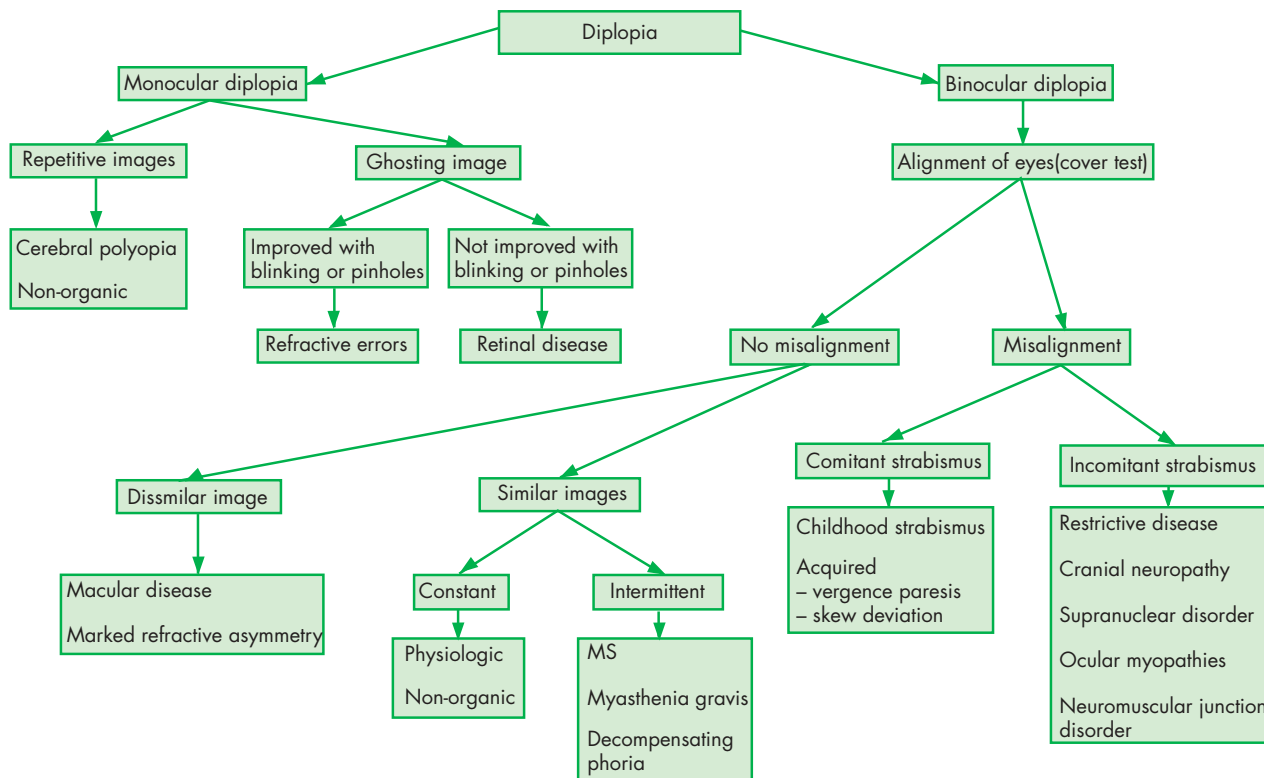 Diplopia
Monocular diplopia
Binocular diplopia
Repetitive images
Ghosting image
Alignment of eyes(cover test)
Cerebral polyopia
Non-organic
Improved with
blinking or pinholes
Not improved with
blinking or pinholes
Refractive errors
Retinal disease
No misalignment
Misalignment
Dissmilar image
Similar images
Comitant strabismus
Incomitant strabismus
Macular disease
Marked refractive asymmetry
Constant
Intermittent
Childhood strabismus
Acquired
– vergence paresis
– skew deviation
Restrictive disease
Cranial neuropathy
Supranuclear disorder
Ocular myopathies
Neuromuscular junction
disorder
Physiologic
Non-organic
MS
Myasthenia gravis
Decompensating
phoria